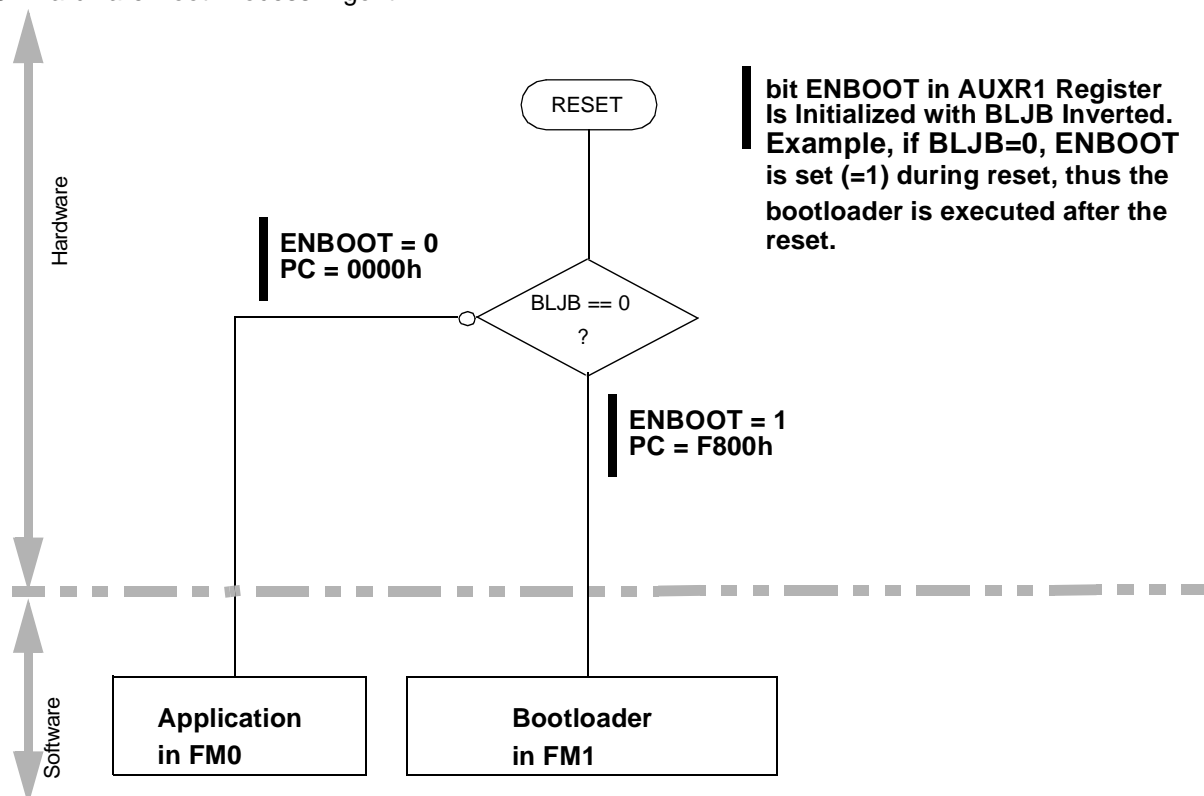 RESET
bit ENBOOT in AUXR1 Register
Is Initialized with BLJB Inverted.
Example, if BLJB=0, ENBOOT
is set (=1) during reset, thus the
bootloader is executed after the
reset.
Hardware
ENBOOT = 0
PC = 0000h
BLJB == 0
?
ENBOOT = 1
PC = F800h
Software
Application
in FM0
Bootloader
in FM1